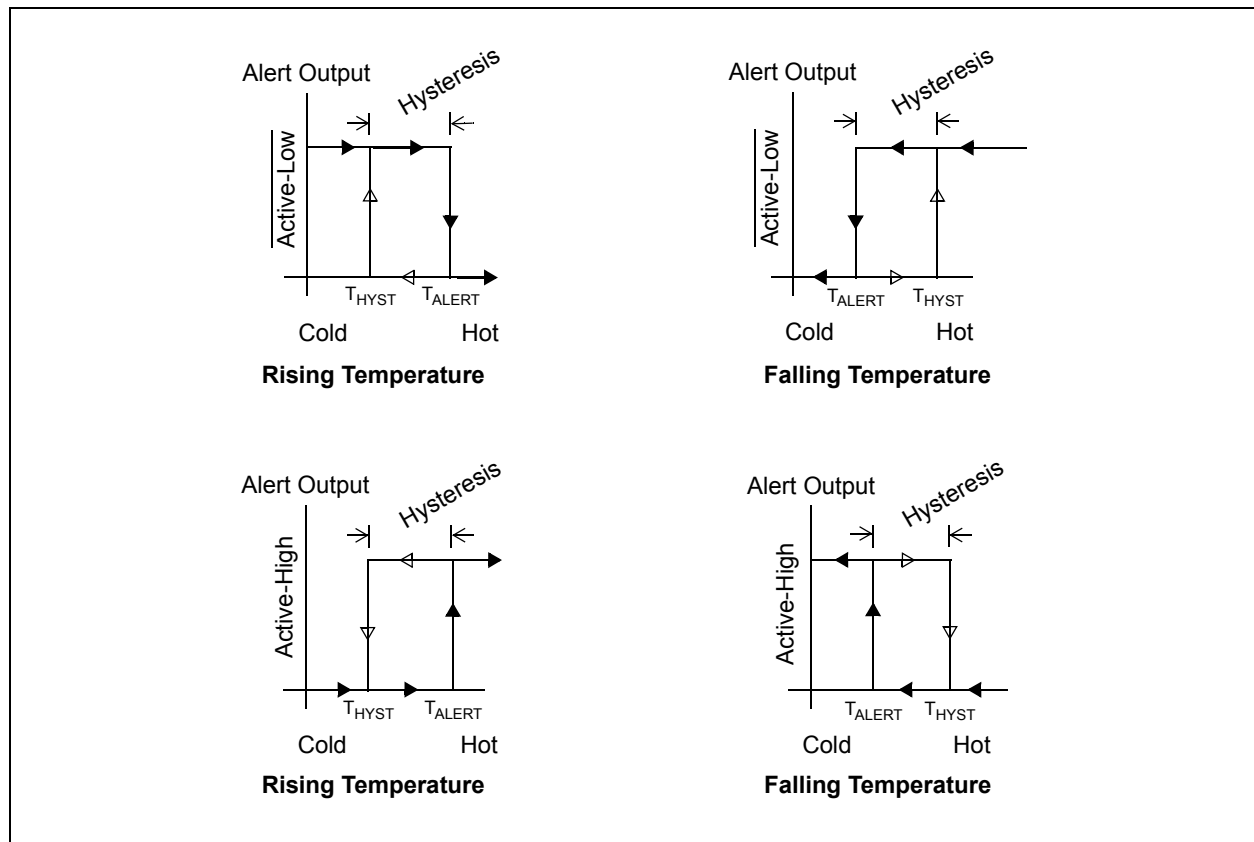 Alert Output
Hysteresis
Active-Low
THYST
TALERT
Cold
Hot
Rising Temperature
Alert Output
Hysteresis
Active-Low
TALERT
THYST
Cold
Hot
Falling Temperature
Alert Output
Hysteresis
Active-High
THYST
TALERT
Cold
Hot
Rising Temperature
Alert Output
Hysteresis
Active-High
TALERT
THYST
Cold
Hot
Falling Temperature